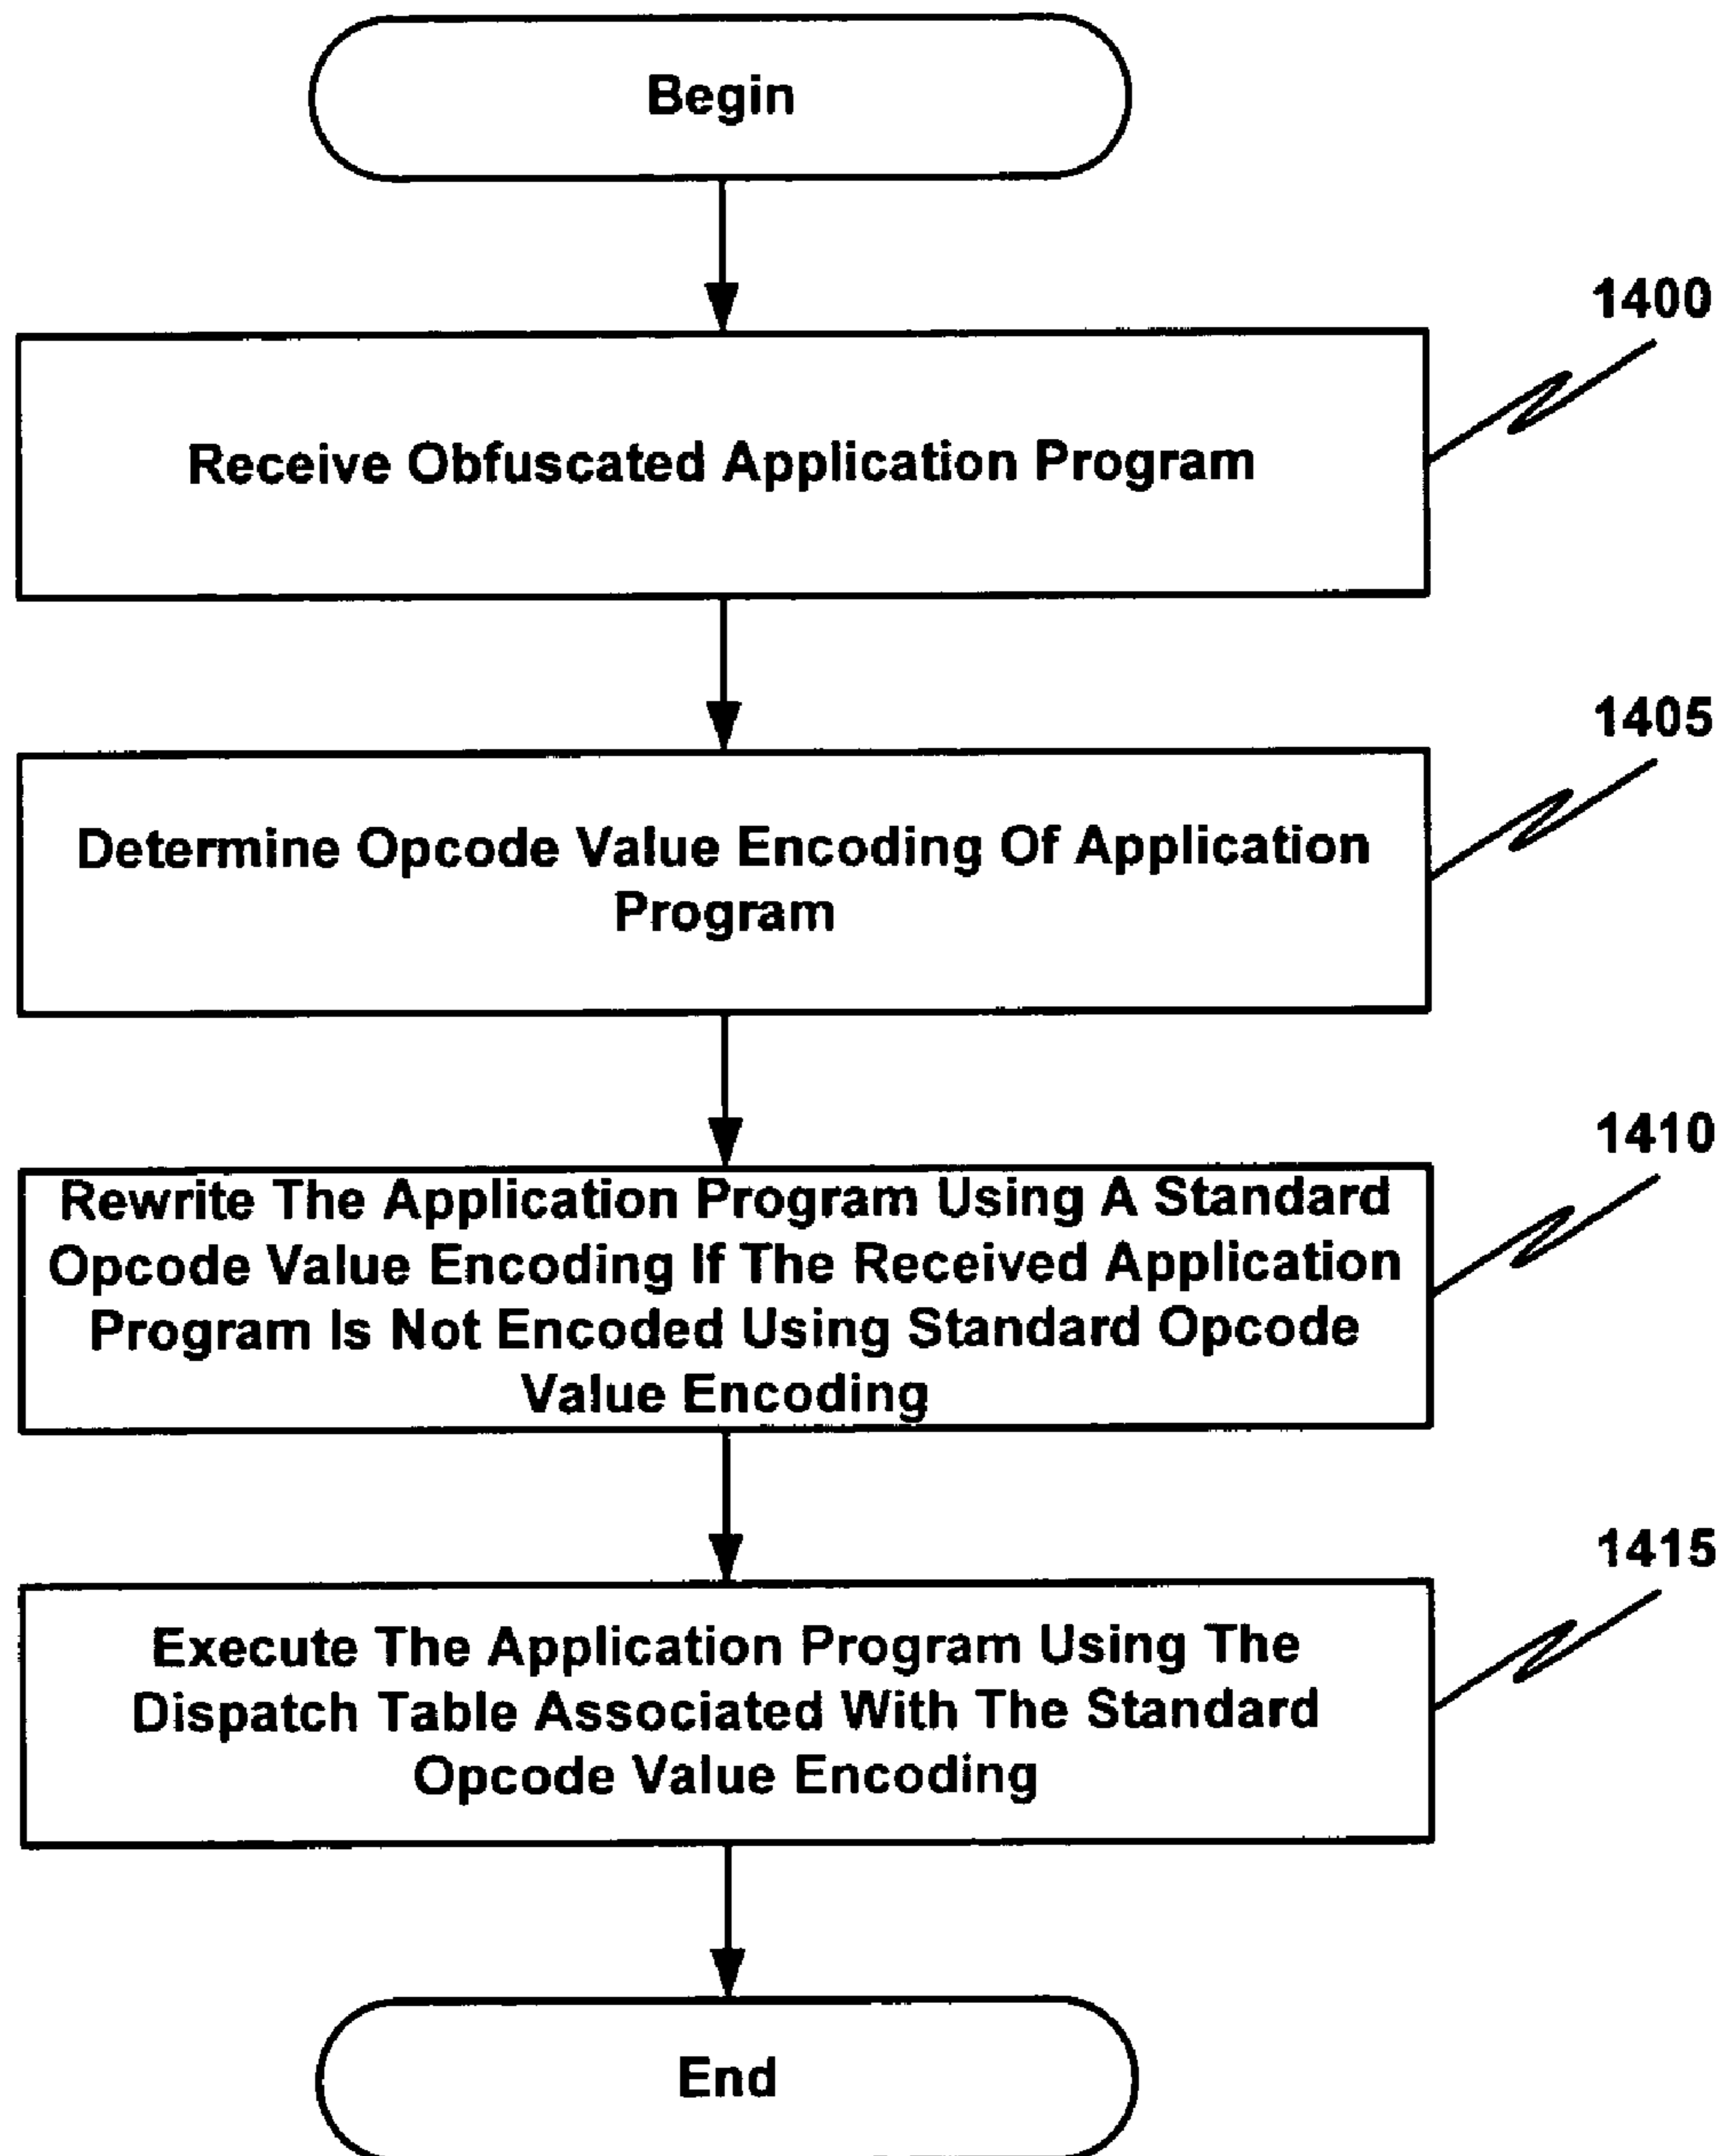 Begin
1400
Receive Obfuscated Application Program
1405
Determine Opcode Value Encoding Of Application
Program
1410
Rewrite The Application Program Using A Standard
Opcode Value Encoding If The Received Application
Program Is Not Encoded Using Standard Opcode
Value Encoding
1415
Execute The Application Program Using The
Dispatch Table Associated With The Standard
Opcode Value Encoding
End